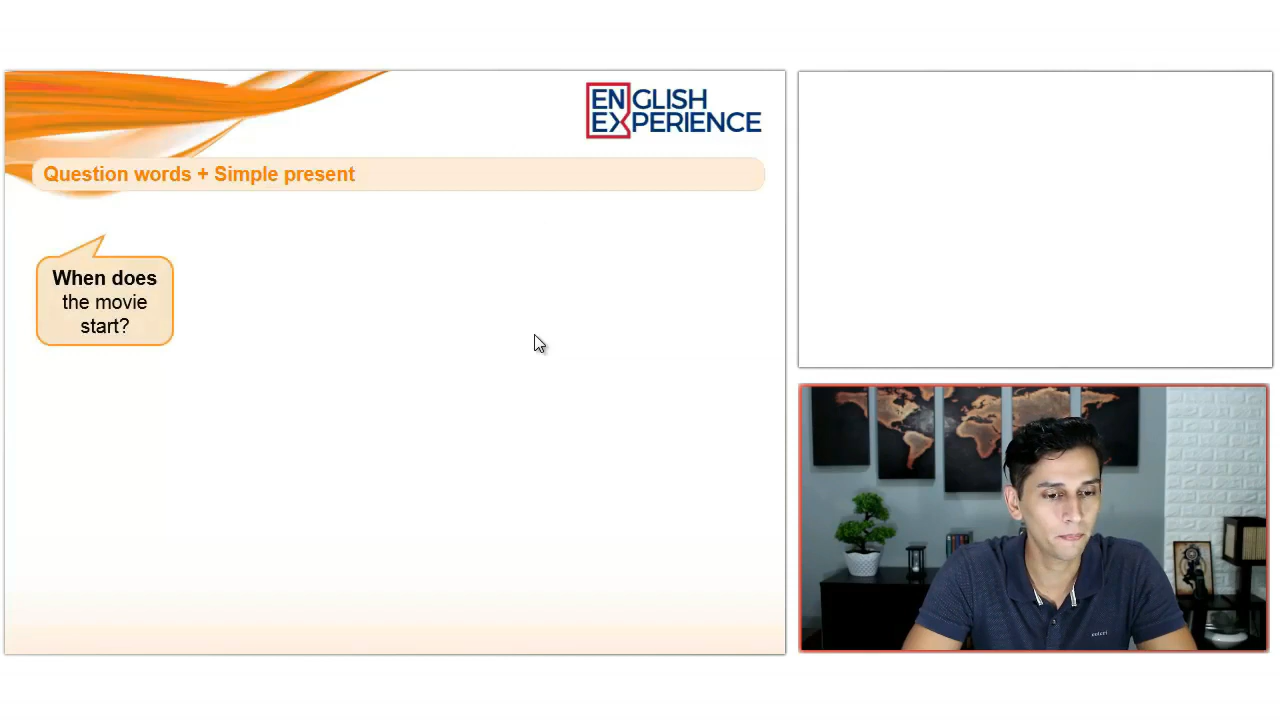 ENGLISH
EXPERIENCE
Question words + Simple present
When does
the movie
start?